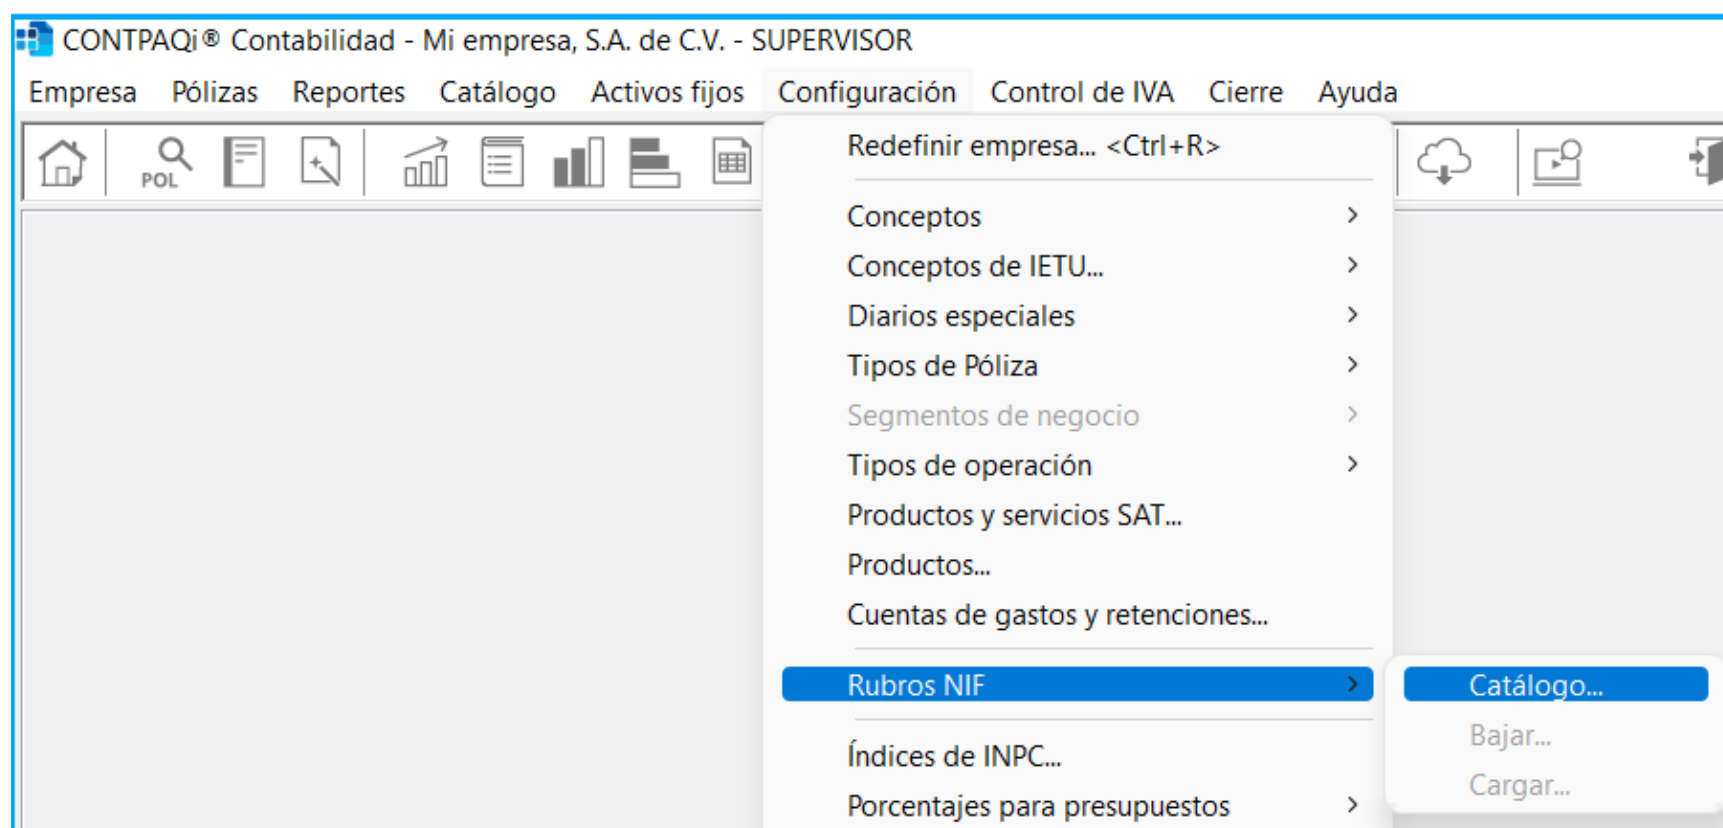 CONTPAQi® Contabilidad - Mi empresa, S.A. de C.V. - SUPERVISOR
Empresa Pólizas Reportes Catálogo Activos fijos Configuración Control de IVA Cierre Ayuda
POL
Redefinir empresa... <Ctrl+R>
Conceptos
Conceptos de IETU...
Diarios especiales
Tipos de Póliza
Segmentos de negocio
Tipos de operación
Productos y servicios SAT...
Productos...
Cuentas de gastos y retenciones...
Rubros NIF
Catálogo...
Bajar...
Cargar...
Índices de INPC...
Porcentajes para presupuestos